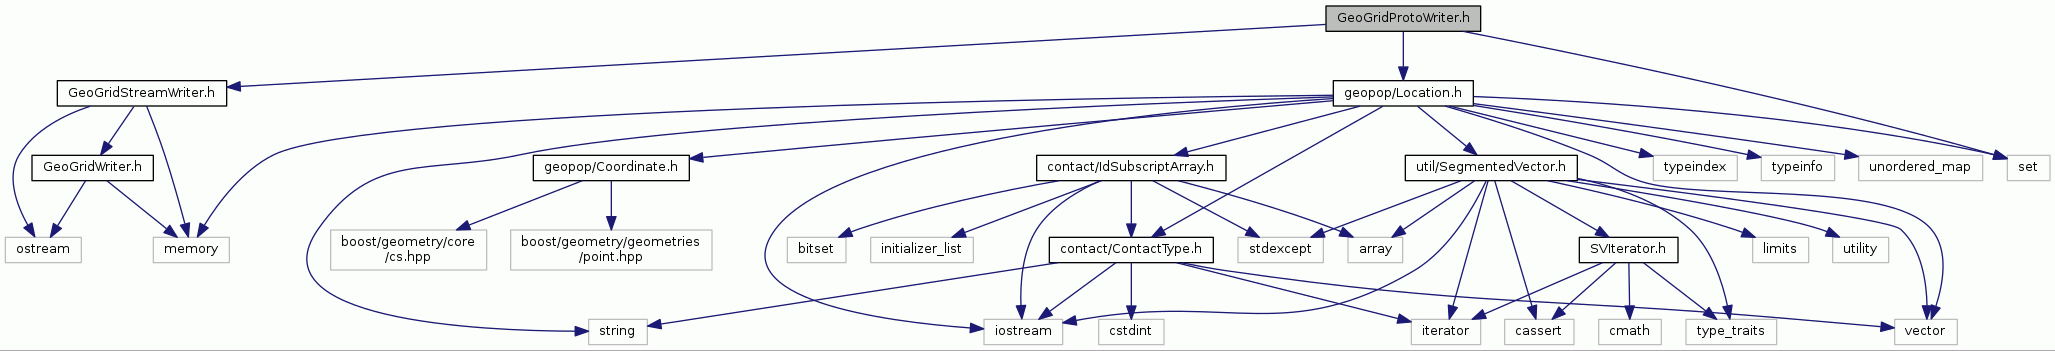 GeoGridProtoWriter.h
GeoGridStreamWriter.h
geopop/Location.h
GeoGridWriter.h
geopop/Coordinate.h
contact/IdSubscriptArray.h
util/SegmentedVector.h
typeindex
typeinfo
unordered_map
set
ostream
memory
boost/geometry/core
/cs.hpp
boost/geometry/geometries
/point.hpp
bitset
initializer_list
contact/ContactType.h
stdexcept
array
SVIterator.h
limits
utility
string
iostream
cstdint
iterator
cassert
cmath
type_traits
vector